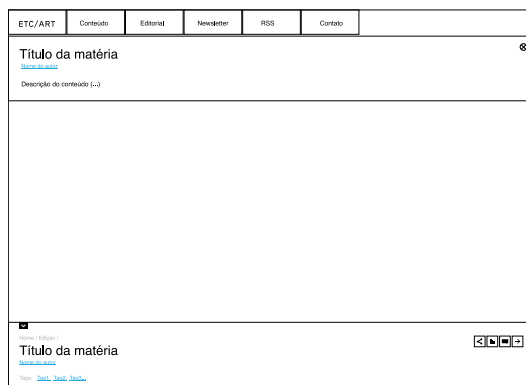 ETC/ART Conteúdo Editorial Newsletter RSS Contato
Título da matéria
Nome do autor
Descrição do conteúdo (...)
Home / Edição /
Título da matéria
Nome do autor
Tags: Tag1, Tag2, Tag3...